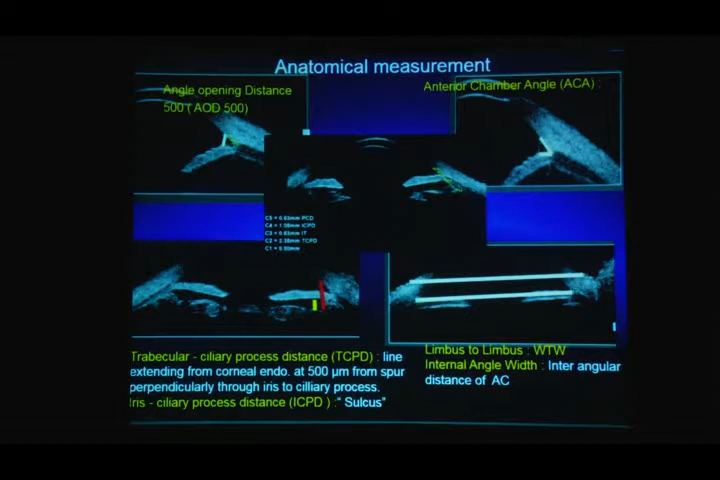 Anatomical measurement
Angle opening Distance
500 ( AOD 500)
Anterior Chamber Angle (ACA) :
C5 = 0.63mm PCD
C4 = 1.08mm ICPD
C3 = 0.63mm IT
C2 = 2.38mm TCPD
C1 = 0.50mm
Trabecular - ciliary process distance (TCPD) : line
extending from corneal endo. at 500 µm from spur
perpendicularly through iris to cilliary process.
Iris - ciliary process distance (ICPD ) :“ Sulcus”
Limbus to Limbus : WTW
Internal Angle Width : Inter angular
distance of AC